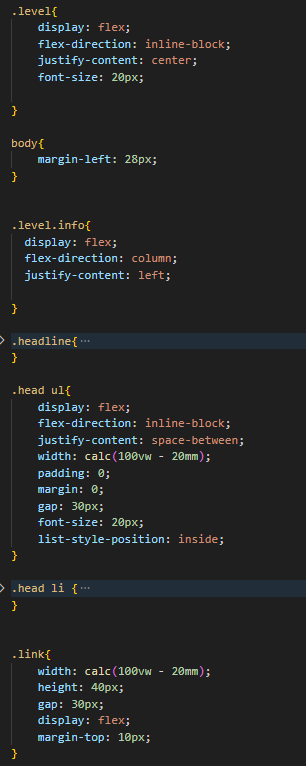 .level{
display: flex;
flex-direction: inline-block;
justify-content: center;
font-size: 20px;
}
body{
margin-left: 28px;
}
.level.info{
display: flex;
flex-direction: column;
justify-content: left;
}
.headline{ ···
}
.head ul{
display: flex;
flex-direction: inline-block;
justify-content: space-between;
width: calc(100vw - 20mm);
padding: 0;
margin: 0;
gap: 30px;
font-size: 20px;
list-style-position: inside;
}
.head li { ···
}
.link{
width: calc(100vw - 20mm);
height: 40px;
gap: 30px;
display: flex;
margin-top: 10px;
}